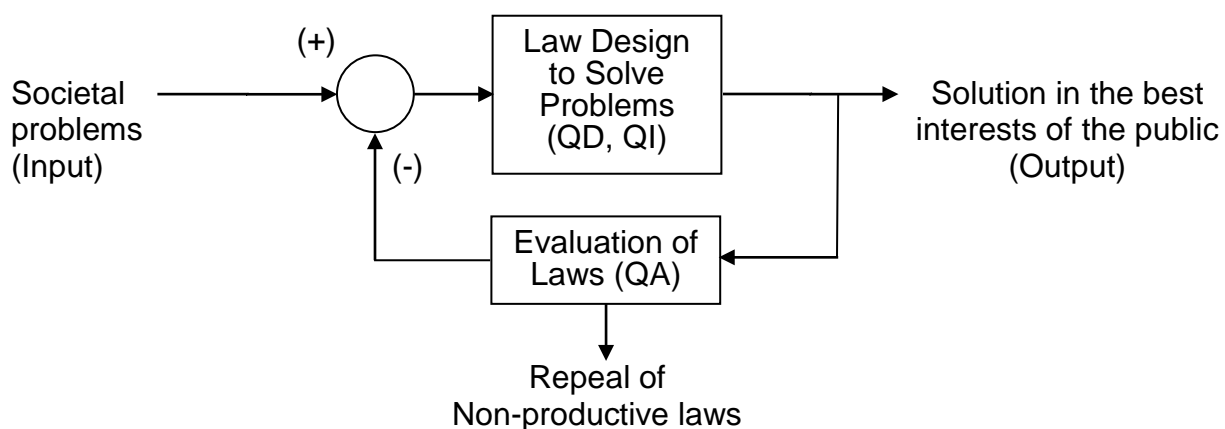 (+)
Societal
problems
(Input)
Law Design
to Solve
Problems
(QD, QI)
Solution in the best
interests of the public
(Output)
(-)
Evaluation of
Laws (QA)
Repeal of
Non-productive laws